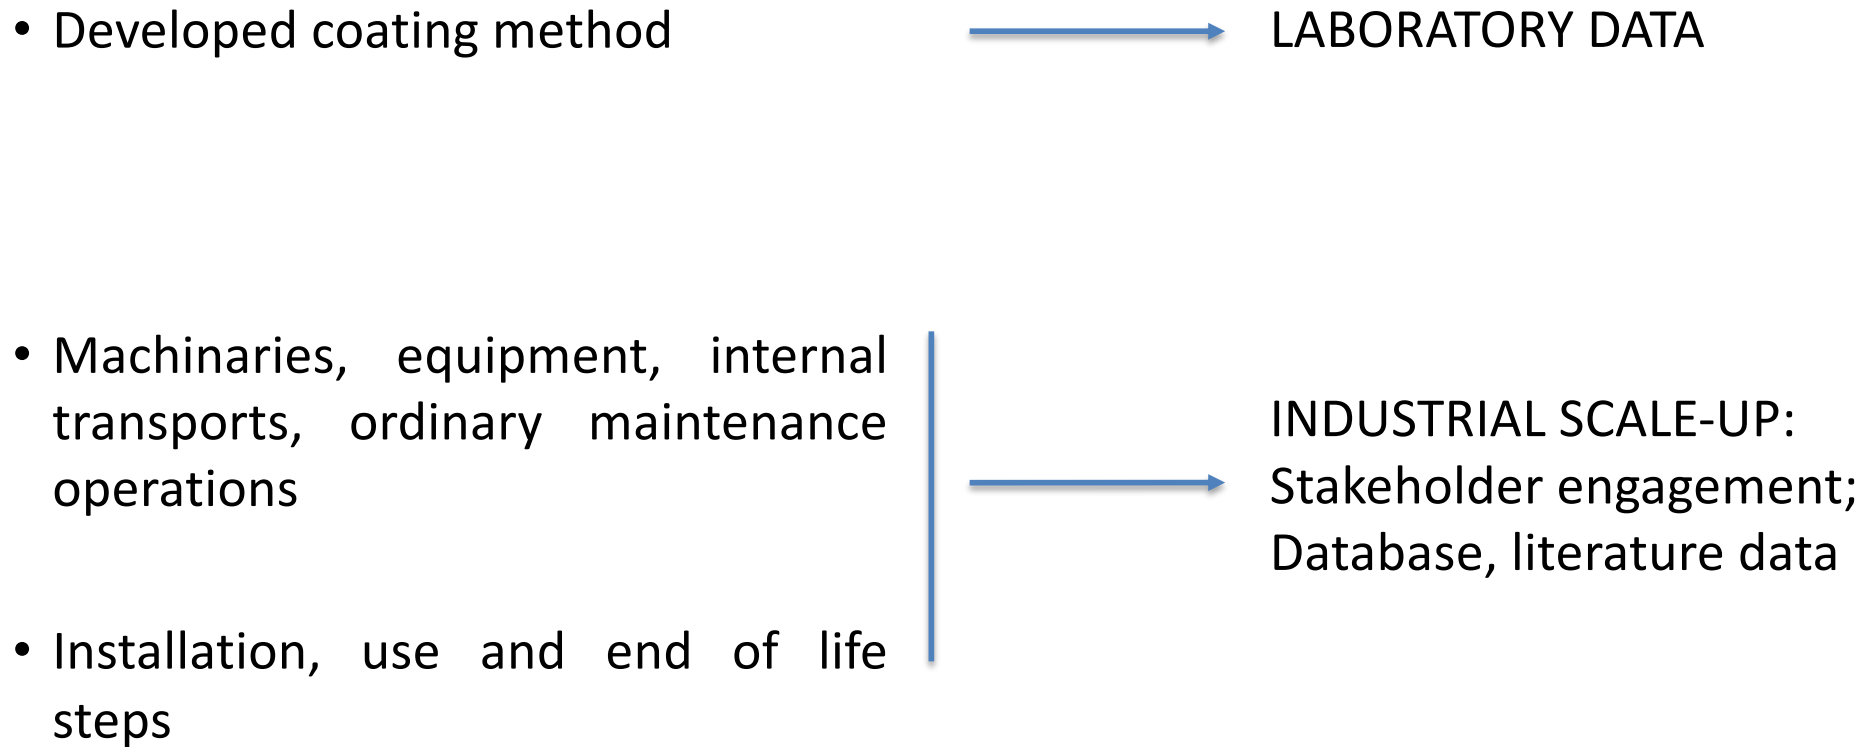 • Developed coating method
LABORATORY DATA
• Machinaries, equipment, internal
transports, ordinary maintenance
operations
INDUSTRIAL SCALE-UP:
Stakeholder engagement;
Database, literature data
• Installation, use and end of life
steps